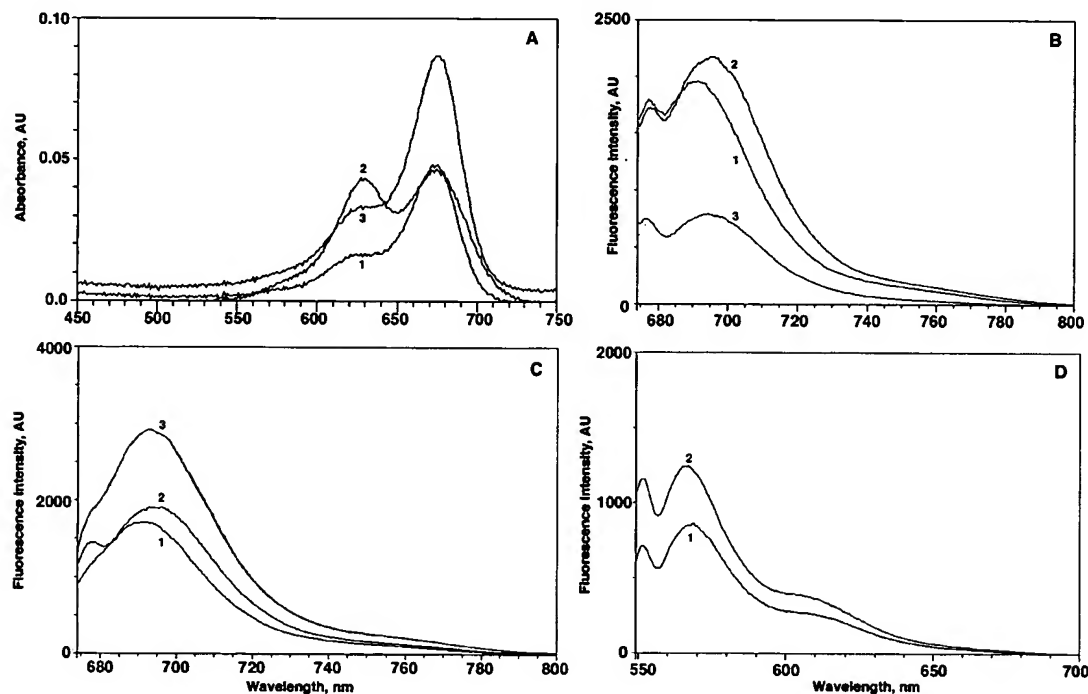 A
0.10
0.05
0.0
Absorbance, AU
2
3
1
450 500 550 600 650 700 750
B
2500
0
Fluorescence Intensity, AU
2
1
3
680 700 720 740 760 780 800
C
4000
2000
0
Fluorescence Intensity, AU
3
2
1
680 700 720 740 760 780 800
Wavelength, nm
D
2000
1000
0
Fluorescence Intensity, AU
2
1
550 600 650 700
Wavelength, nm